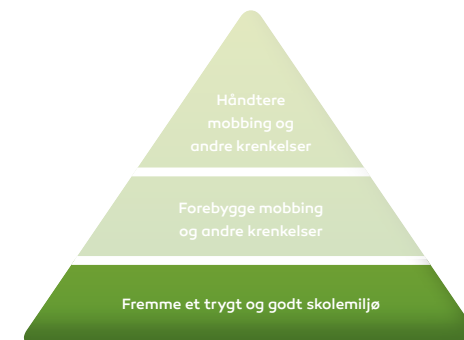 Håndtere
mobbing og
andre krenkelser
Forebygge mobbing
og andre krenkelser
Fremme et trygt og godt skolemiljø